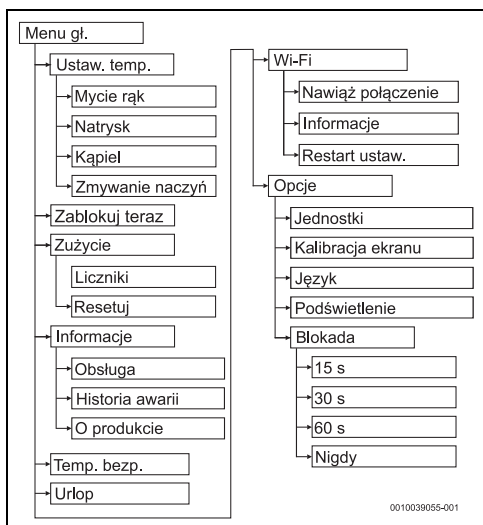 Menu gł.
Ustaw. temp.
Mycie rąk
Natrysk
Kąpiel
Zmywanie naczyń
Zablokuj teraz
Zużycie
Liczniki
Resetuj
Informacje
Obsługa
Historia awarii
O produkcie
Temp. bezp.
Urlop
Wi-Fi
Nawiąż połączenie
Informacje
Restart ustaw.
Opcje
Jednostki
Kalibracja ekranu
Język
Podświetlenie
Blokada
15 s
30 s
60 s
Nigdy
0010039055-001